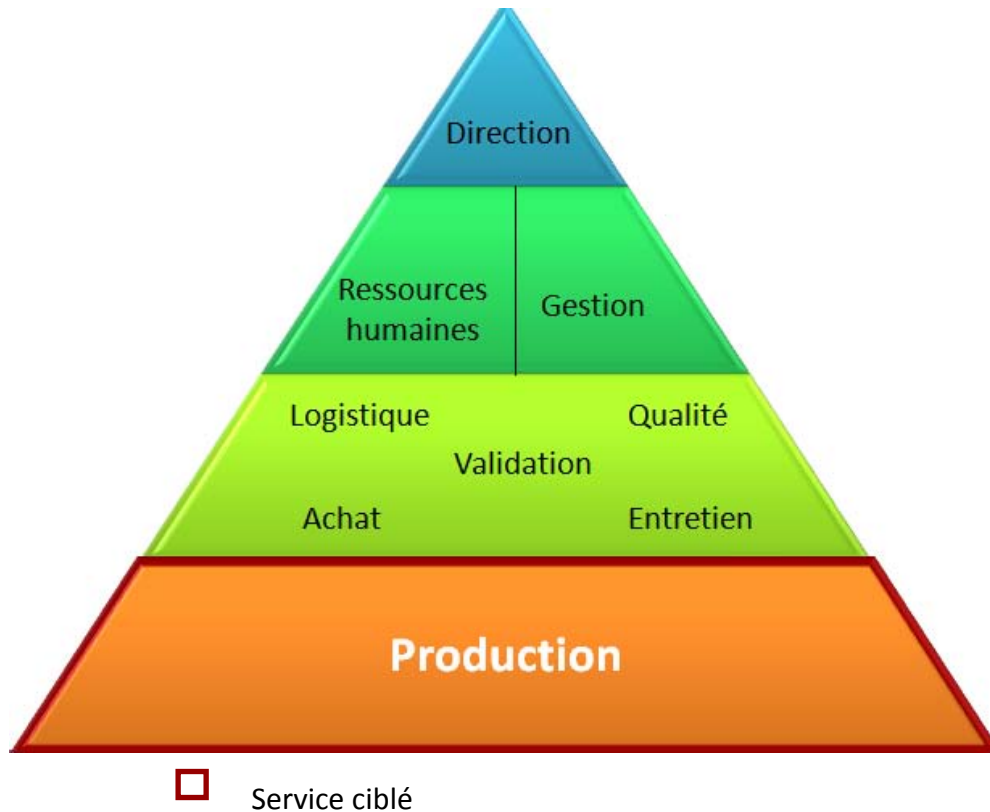 Direction
Ressources
humaines
Gestion
Logistique
Qualité
Validation
Achat
Entretien
Production
Service ciblé